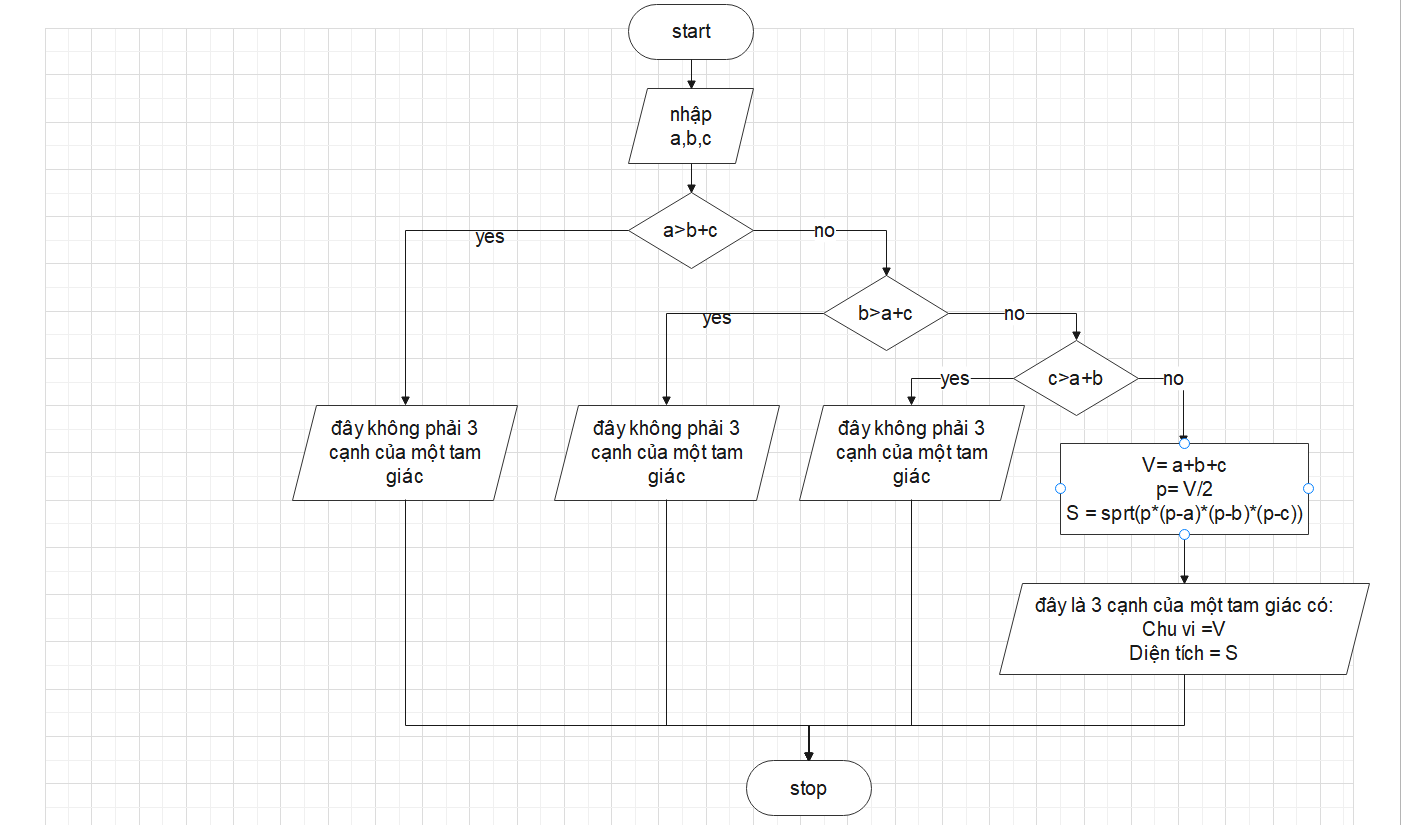 start
nhập
a,b,c
a>b+c
yes
no
b>a+c
yes
no
c>a+b
yes
no
đây không phải 3
cạnh của một tam
giác
đây không phải 3
cạnh của một tam
giác
đây không phải 3
cạnh của một tam
giác
V= a+b+c
p= V/2
S = sprt(p*(p-a)*(p-b)*(p-c))
đây là 3 cạnh của một tam giác có:
Chu vi =V
Diện tích = S
stop